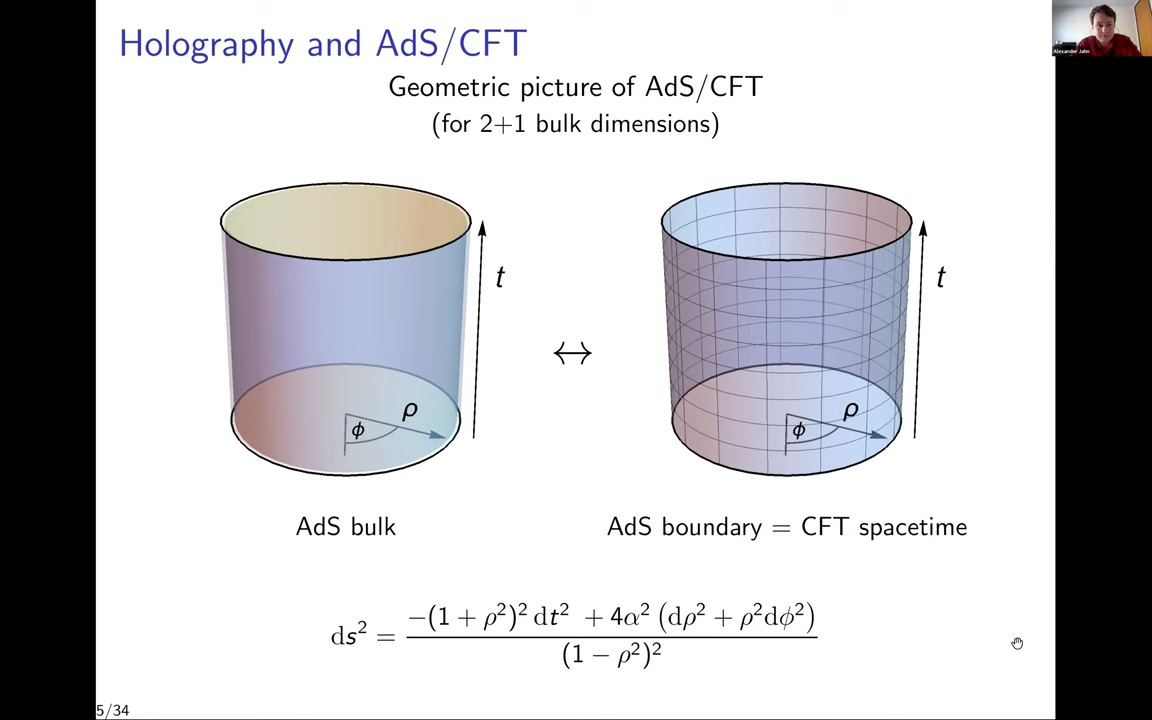 Holography and AdS/CFT
Alexander Jahn
Geometric picture of AdS/CFT
(for 2+1 bulk dimensions)
t
t
↔
ρ
ϕ
ρ
ϕ
AdS bulk
AdS boundary = CFT spacetime
ds² = −(1 + ρ²)² dt² + 4α² (dρ² + ρ²dϕ²)
(1 − ρ²)²
5/34